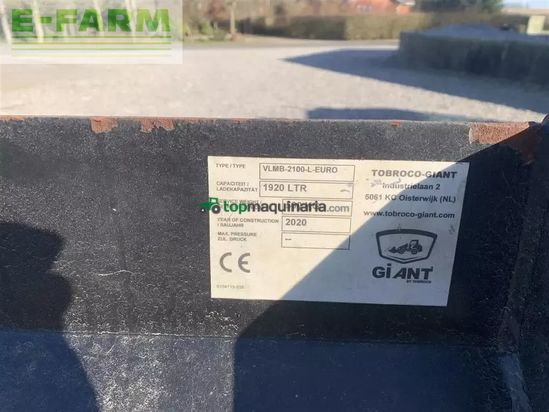 E-FARM
TYPE / TYPE VLMB-2100-L-EURO
CAPACITEIT /
LADEKAPAZITÄT 1920 LTR
topmaquinaria.com
YEAR OF CONSTRUCTION
/ BAUJAHR 2020
MAX. PRESSURE
ZUL. DRUCK --
CE
TOBROCO-GIANT
Industrielaan 2
5061 KC Oisterwijk (NL)
www.tobroco-giant.com
GiANT
BY TOBROCO